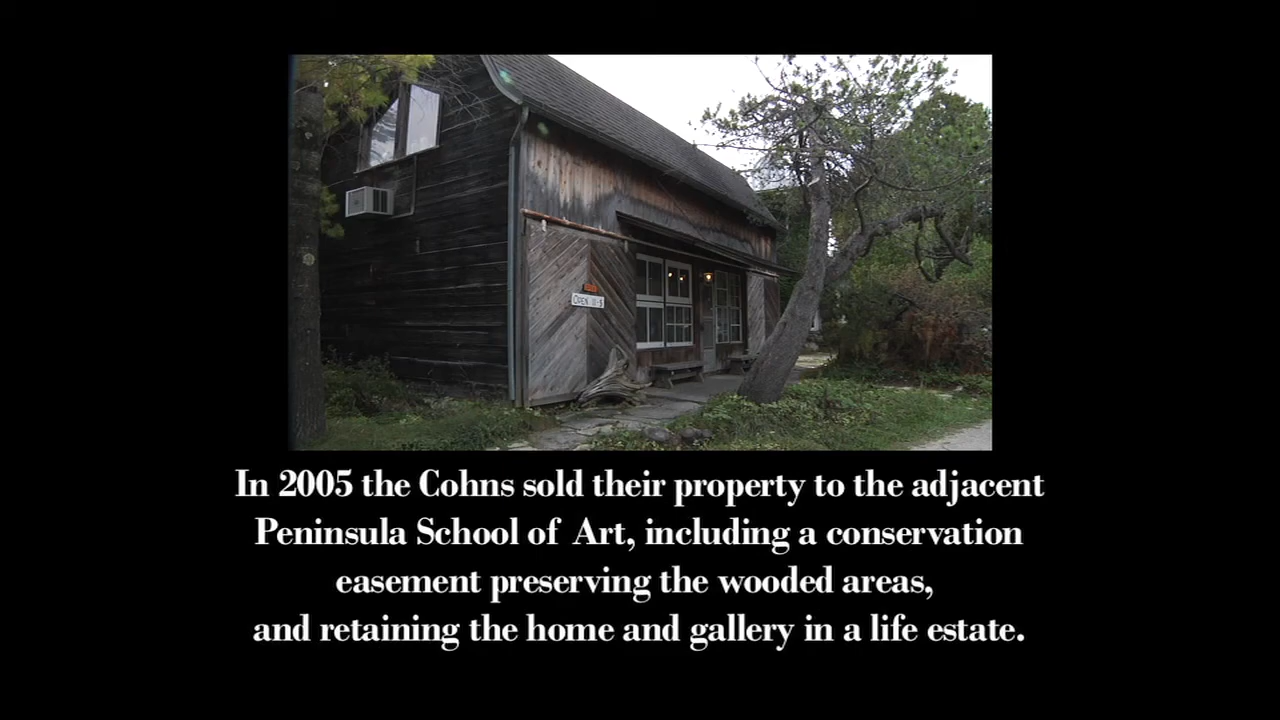 OPEN 11-5
In 2005 the Cohns sold their property to the adjacent
Peninsula School of Art, including a conservation
easement preserving the wooded areas,
and retaining the home and gallery in a life estate.